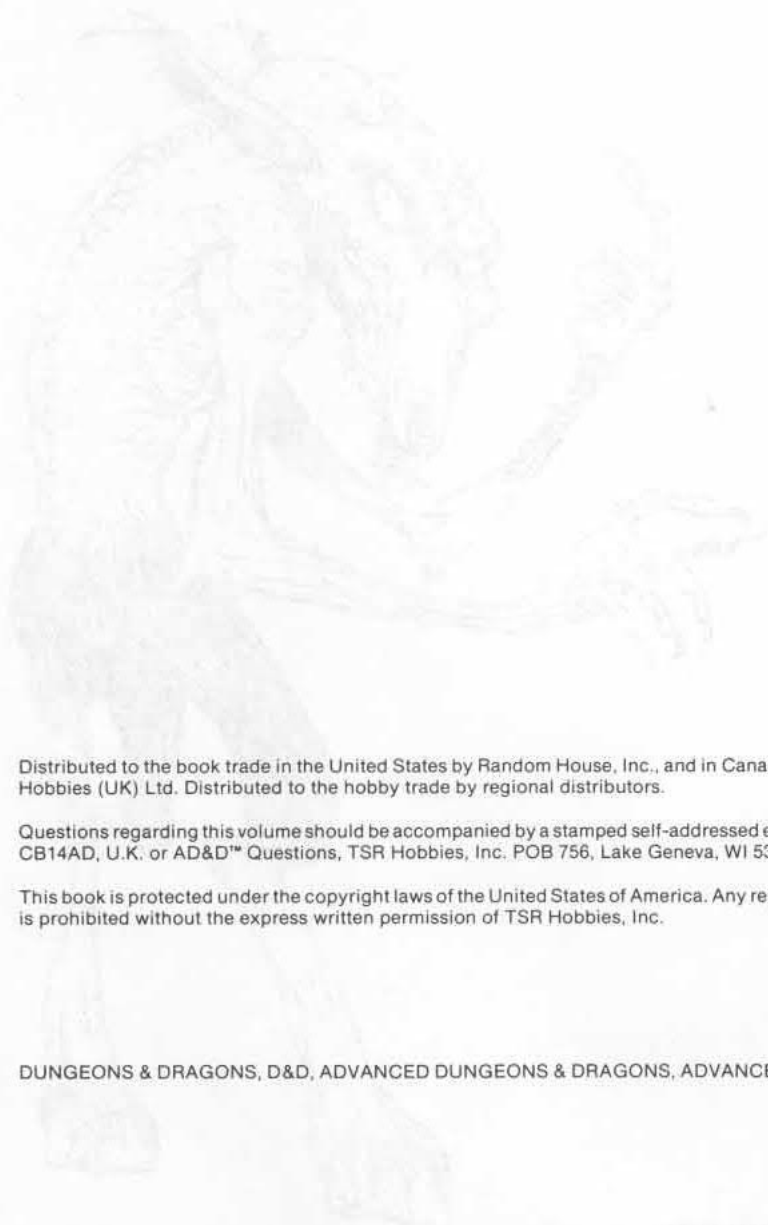 Distributed to the book trade in the United States by Random House, Inc., and in Cana
Hobbies (UK) Ltd. Distributed to the hobby trade by regional distributors.
Questions regarding this volume should be accompanied by a stamped self-addressed e
CB14AD, U.K. or AD&D™ Questions, TSR Hobbies, Inc. POB 756, Lake Geneva, WI 53
This book is protected under the copyright laws of the United States of America. Any re
is prohibited without the express written permission of TSR Hobbies, Inc.
DUNGEONS & DRAGONS, D&D, ADVANCED DUNGEONS & DRAGONS, ADVANCE